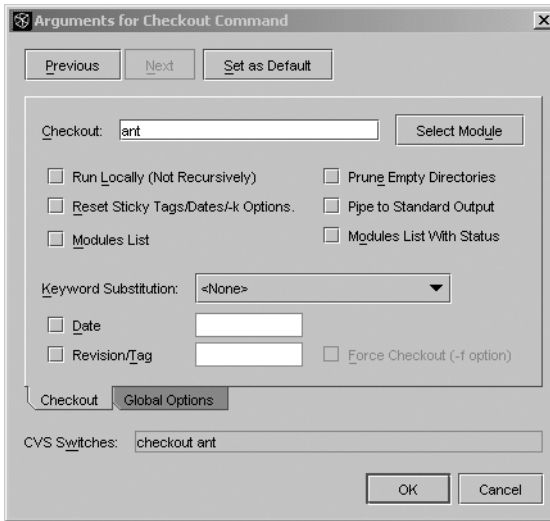 Arguments for Checkout Command
Previous Next Set as Default
Checkout: ant Select Module
Run Locally (Not Recursively) Prune Empty Directories
Reset Sticky Tags/Dates/-k Options. Pipe to Standard Output
Modules List Modules List With Status
Keyword Substitution: <None>
Date
Revision/Tag Force Checkout (-f option)
Checkout Global Options
CVS Switches: checkout ant
OK Cancel